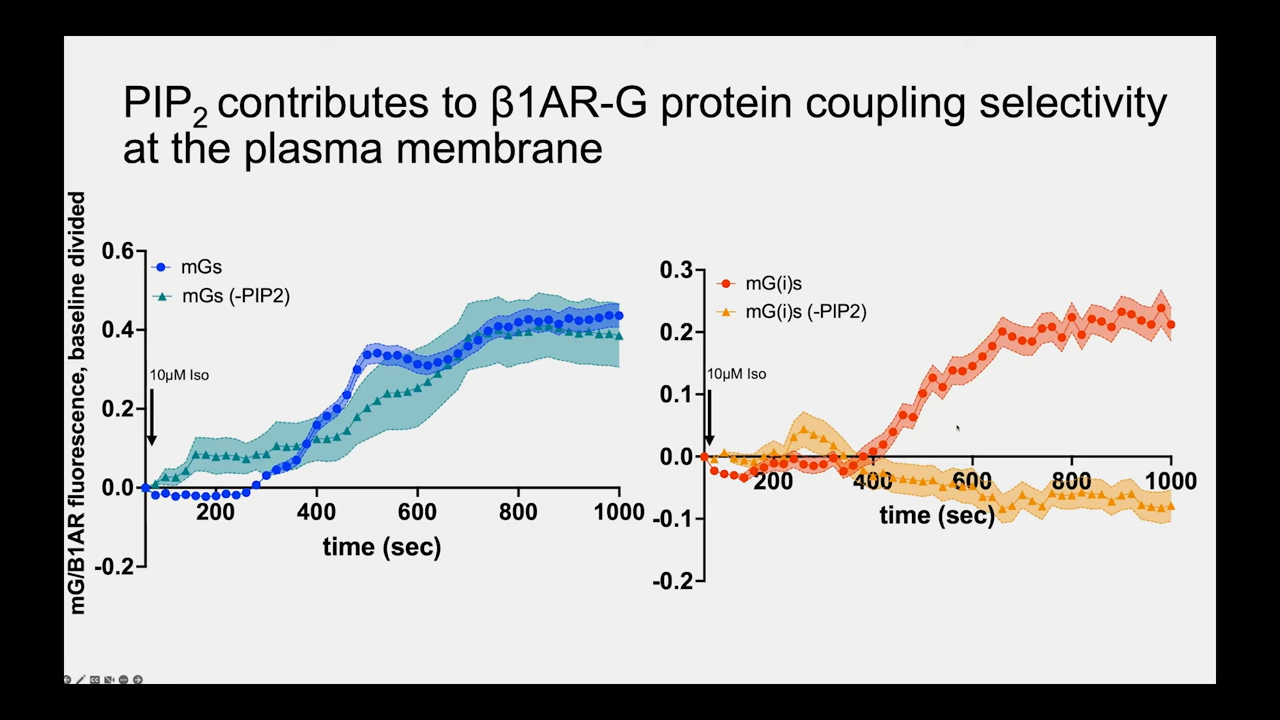 PIP2 contributes to β1AR-G protein coupling selectivity
at the plasma membrane
mG/B1AR fluorescence, baseline divided
0.6
0.4
0.2
0.0
-0.2
mGs
mGs (-PIP2)
10µM Iso
200 400 600 800 1000
time (sec)
0.3
0.2
0.1
0.0
-0.1
-0.2
mG(i)s
mG(i)s (-PIP2)
10µM Iso
200 400 600 800 1000
time (sec)